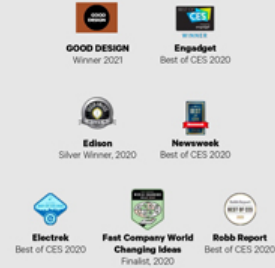 GOOD DESIGN
CES
WINNER
GOOD DESIGN
Winner 2021
Engadget
Best of CES 2020
Edison
Silver Winner, 2020
Newsweek
Best of CES 2020
Electrek
Best of CES 2020
Fast Company World
Changing Ideas
Finalist, 2020
Robb Report
Best of CES 2020